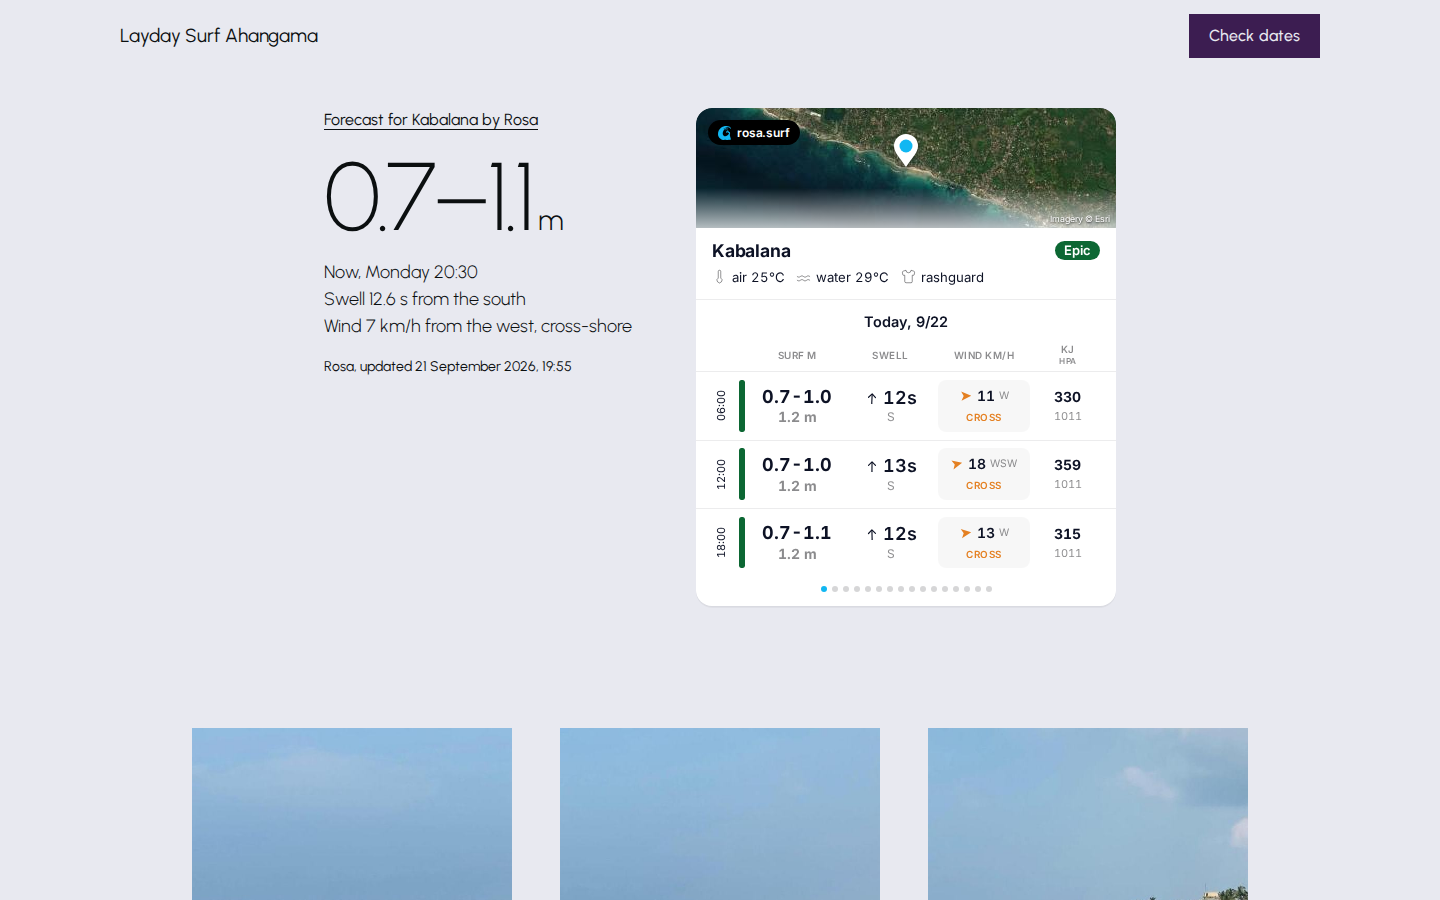 Layday Surf Ahangama
Check dates
Forecast for Kabalana by Rosa
0.7–1.1 m
Now, Monday 20:30
Swell 12.6 s from the south
Wind 7 km/h from the west, cross-shore
Rosa, updated 21 September 2026, 19:55
rosa.surf
Imagery © Esri
Kabalana
Epic
air 25°C water 29°C rashguard
Today, 9/22
SURF M SWELL WIND KM/H KJ
HPA
06:00
0.7-1.0 12s 11 W 330
1.2 m S CROSS 1011
12:00
0.7-1.0 13s 18 WSW 359
1.2 m S CROSS 1011
18:00
0.7-1.1 12s 13 W 315
1.2 m S CROSS 1011